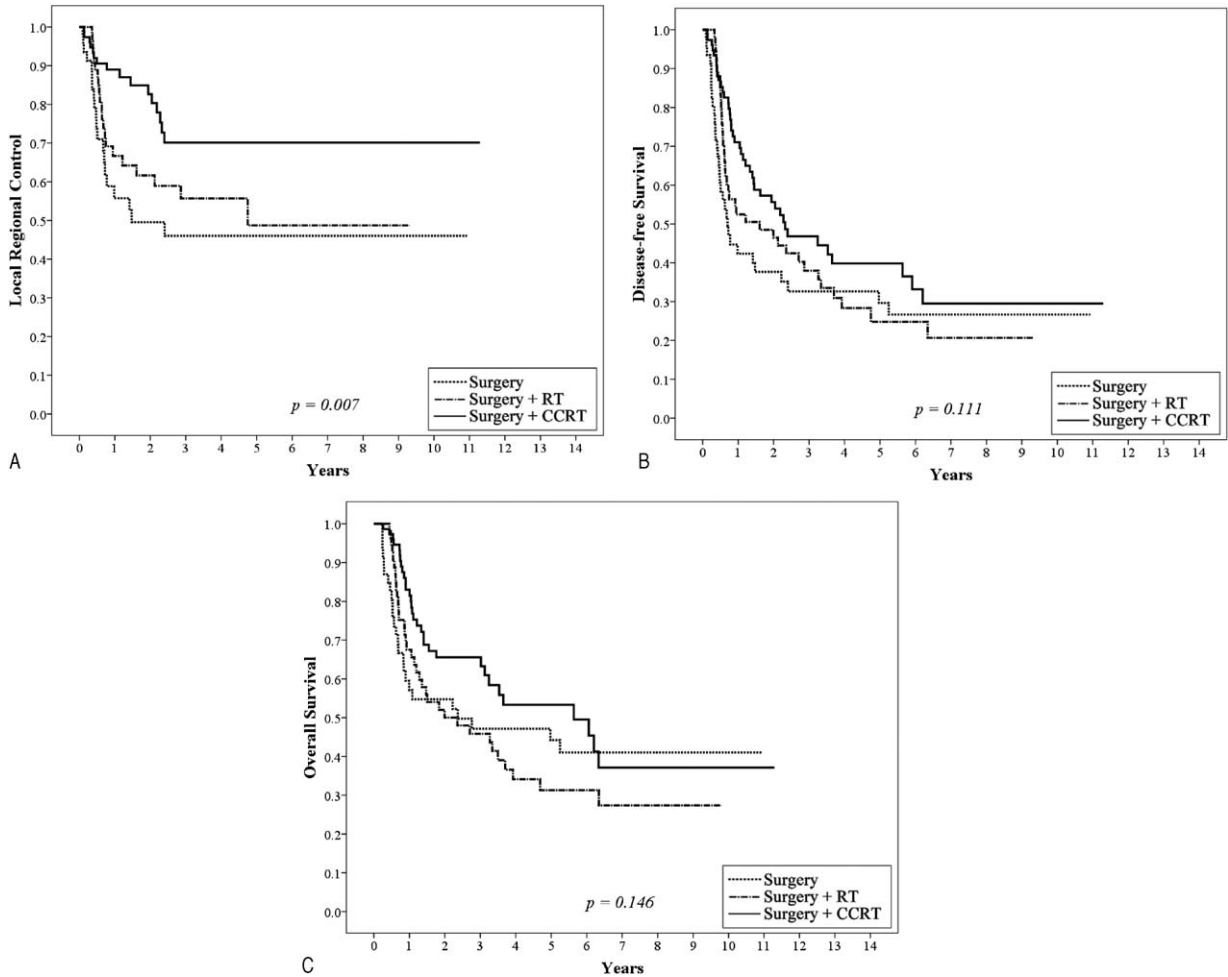 1.0
0.9
0.8
0.7
0.6
0.5
0.4
0.3
0.2
0.1
0.0
Local Regional Control
Surgery
Surgery + RT
Surgery + CCRT
p = 0.007
0 1 2 3 4 5 6 7 8 9 10 11 12 13 14
Years
A
1.0
0.9
0.8
0.7
0.6
0.5
0.4
0.3
0.2
0.1
0.0
Disease-free Survival
Surgery
Surgery + RT
Surgery + CCRT
p = 0.111
0 1 2 3 4 5 6 7 8 9 10 11 12 13 14
Years
B
1.0
0.9
0.8
0.7
0.6
0.5
0.4
0.3
0.2
0.1
0.0
Overall Survival
Surgery
Surgery + RT
Surgery + CCRT
p = 0.146
0 1 2 3 4 5 6 7 8 9 10 11 12 13 14
Years
C